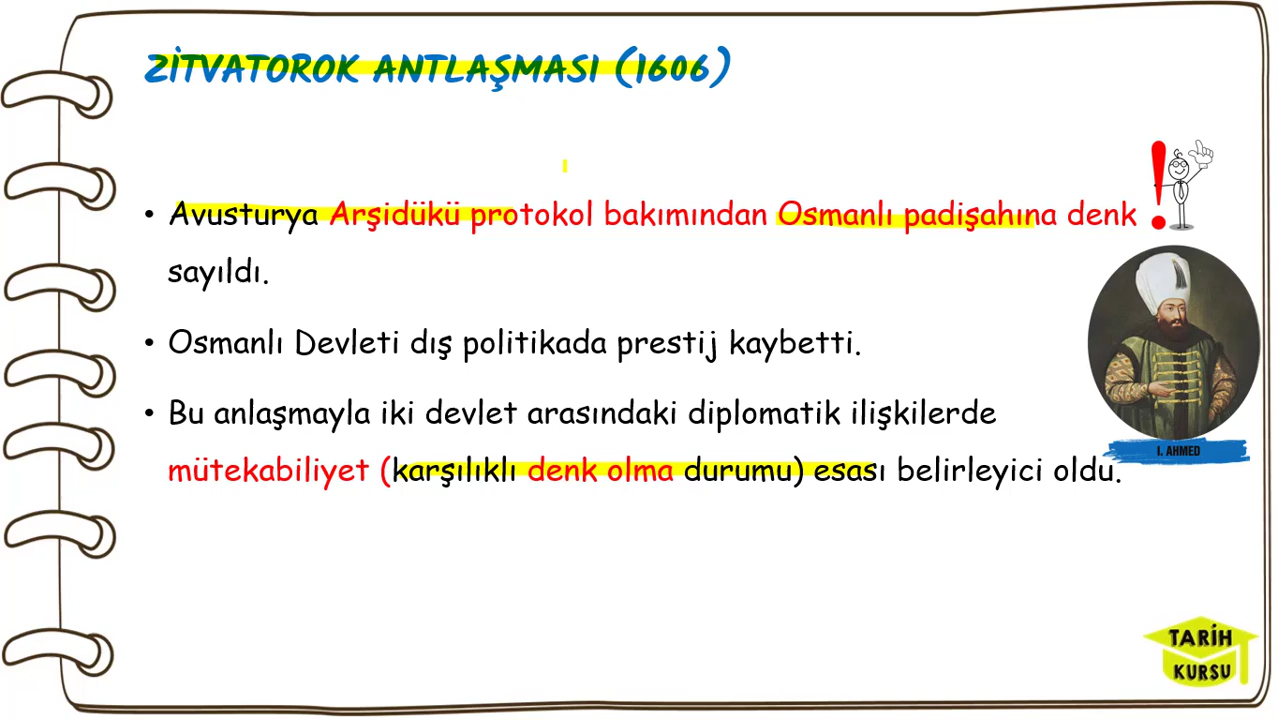 ZİTVATOROK ANTLAŞMASI (1606)
• Avusturya Arşidükü protokol bakımından Osmanlı padişahına denk
sayıldı.
• Osmanlı Devleti dış politikada prestij kaybetti.
• Bu anlaşmayla iki devlet arasındaki diplomatik ilişkilerde
mütekabiliyet (karşılıklı denk olma durumu) esası belirleyici oldu.
I. AHMED
TARİH
KURSU